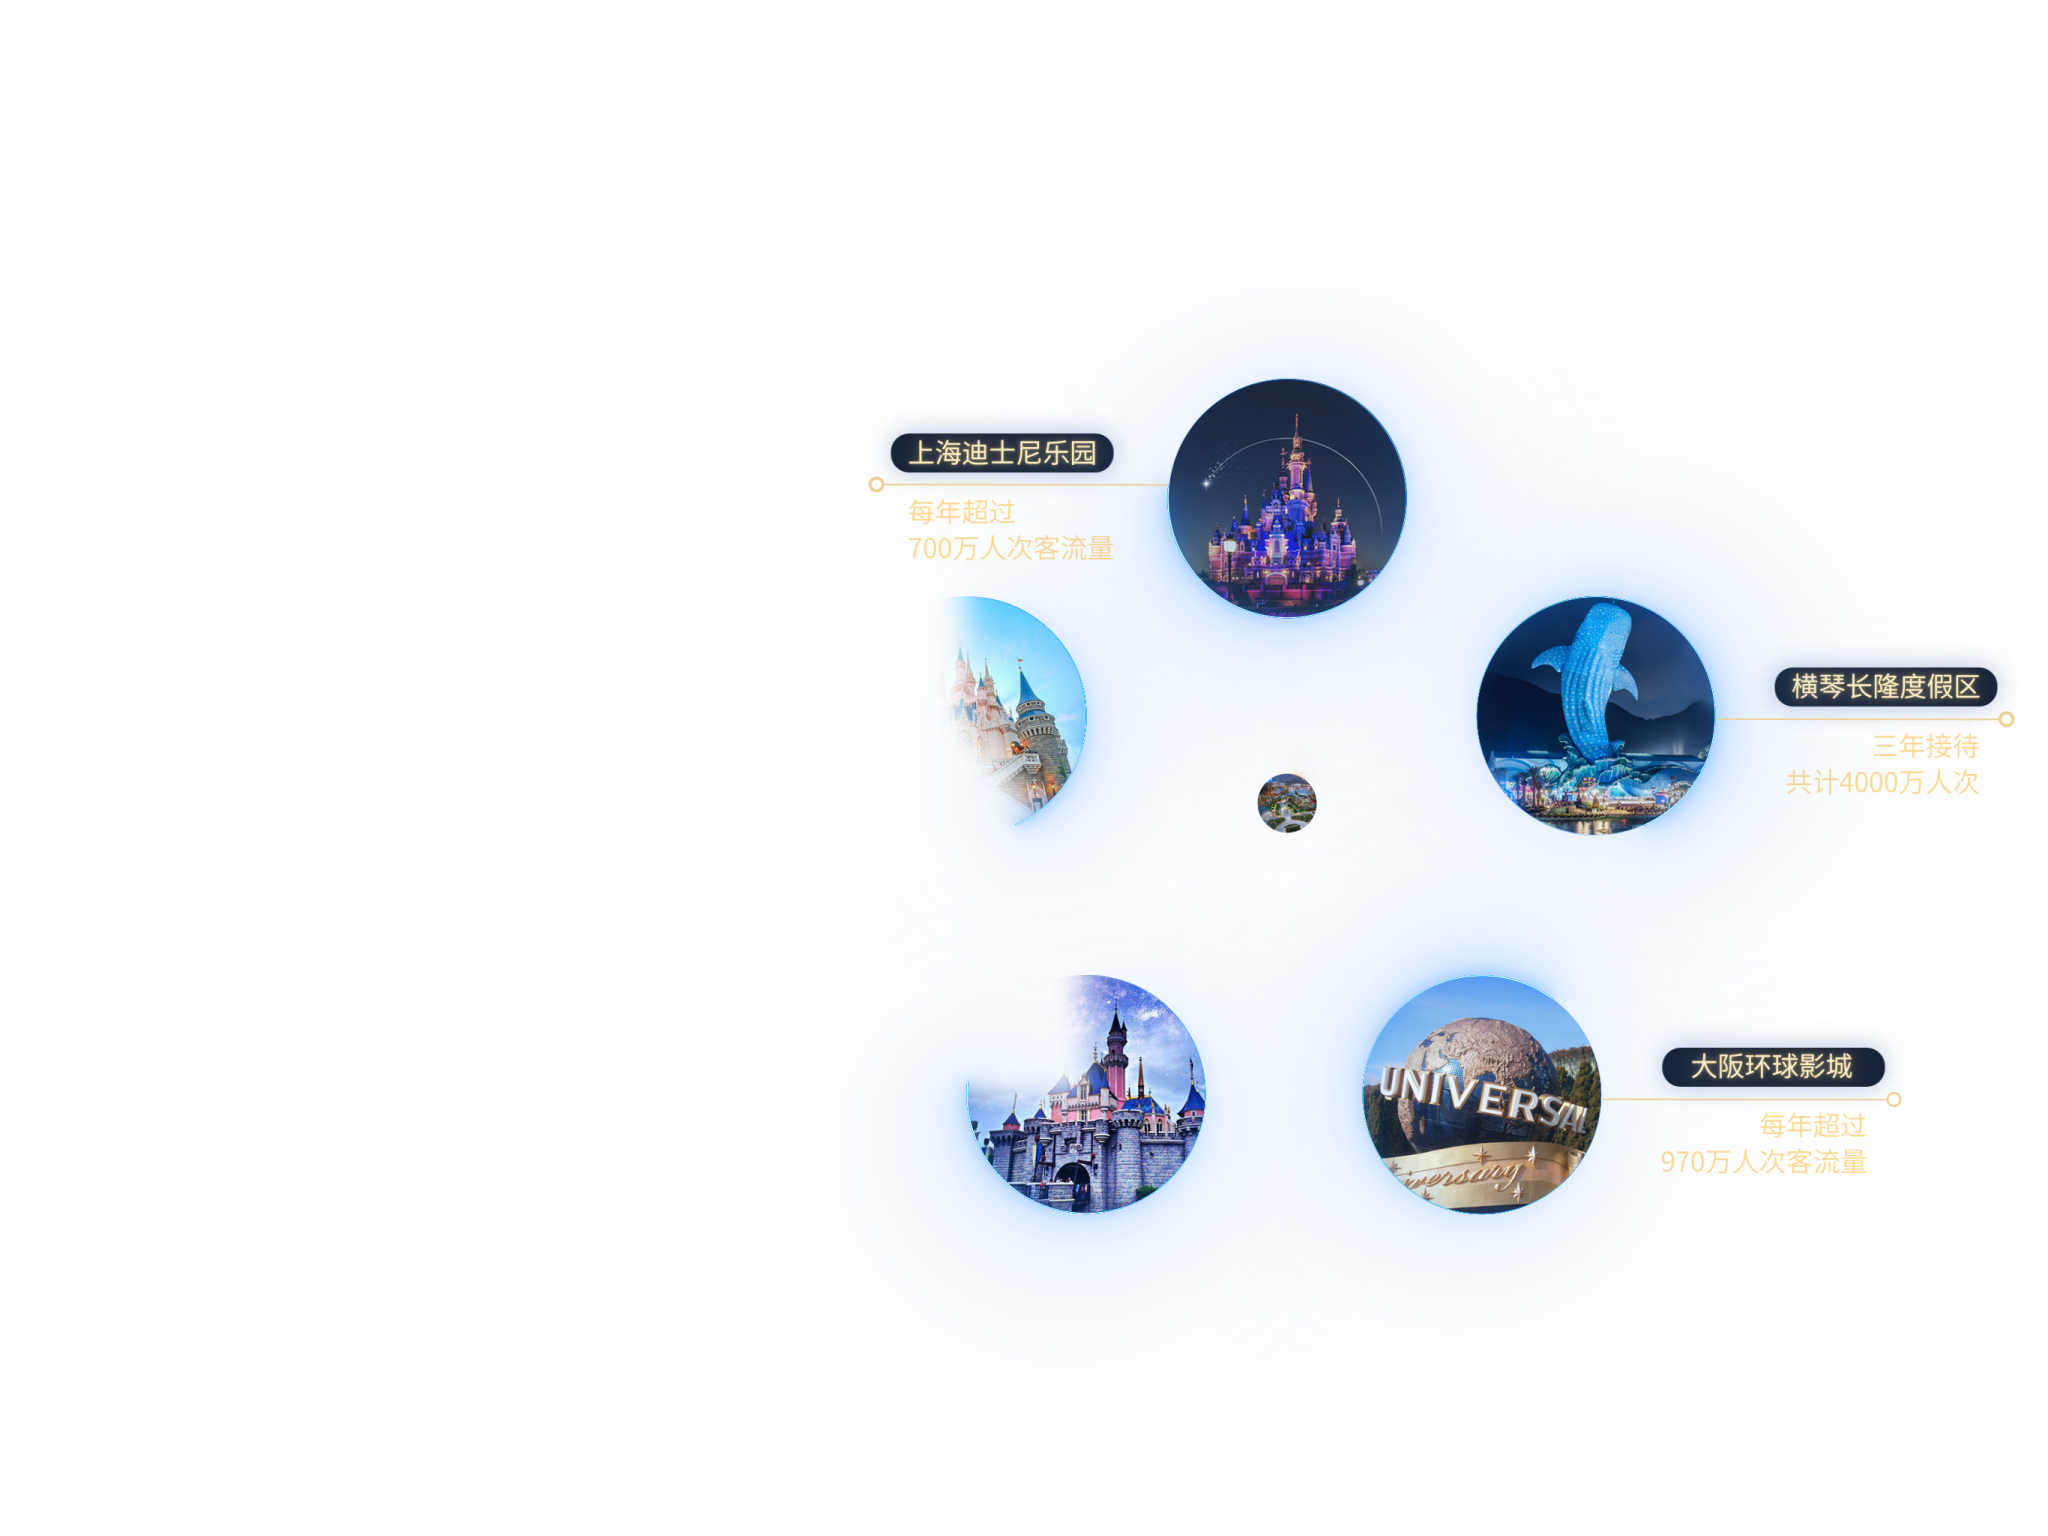 上海迪士尼乐园
每年超过
700万人次客流量
横琴长隆度假区
三年接待
共计4000万人次
UNIVERSAL
大阪环球影城
每年超过
970万人次客流量